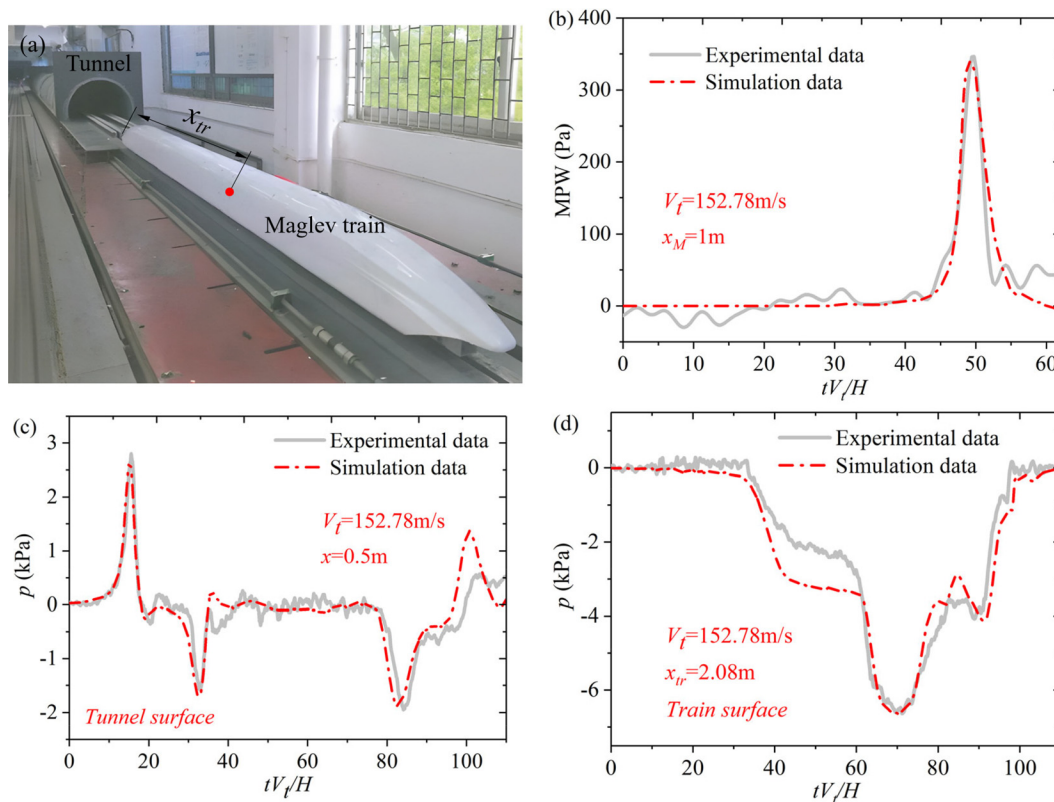 (a)
Tunnel
x_tr
Maglev train
(b)
400
300
200
100
0
MPW (Pa)
Experimental data
Simulation data
V_t=152.78m/s
x_M=1m
0 10 20 30 40 50 60
tV_t/H
(c)
3
2
1
0
-1
-2
p (kPa)
Experimental data
Simulation data
V_t=152.78m/s
x=0.5m
Tunnel surface
0 20 40 60 80 100
tV_t/H
(d)
0
-2
-4
-6
p (kPa)
Experimental data
Simulation data
V_t=152.78m/s
x_tr=2.08m
Train surface
0 20 40 60 80 100
tV_t/H